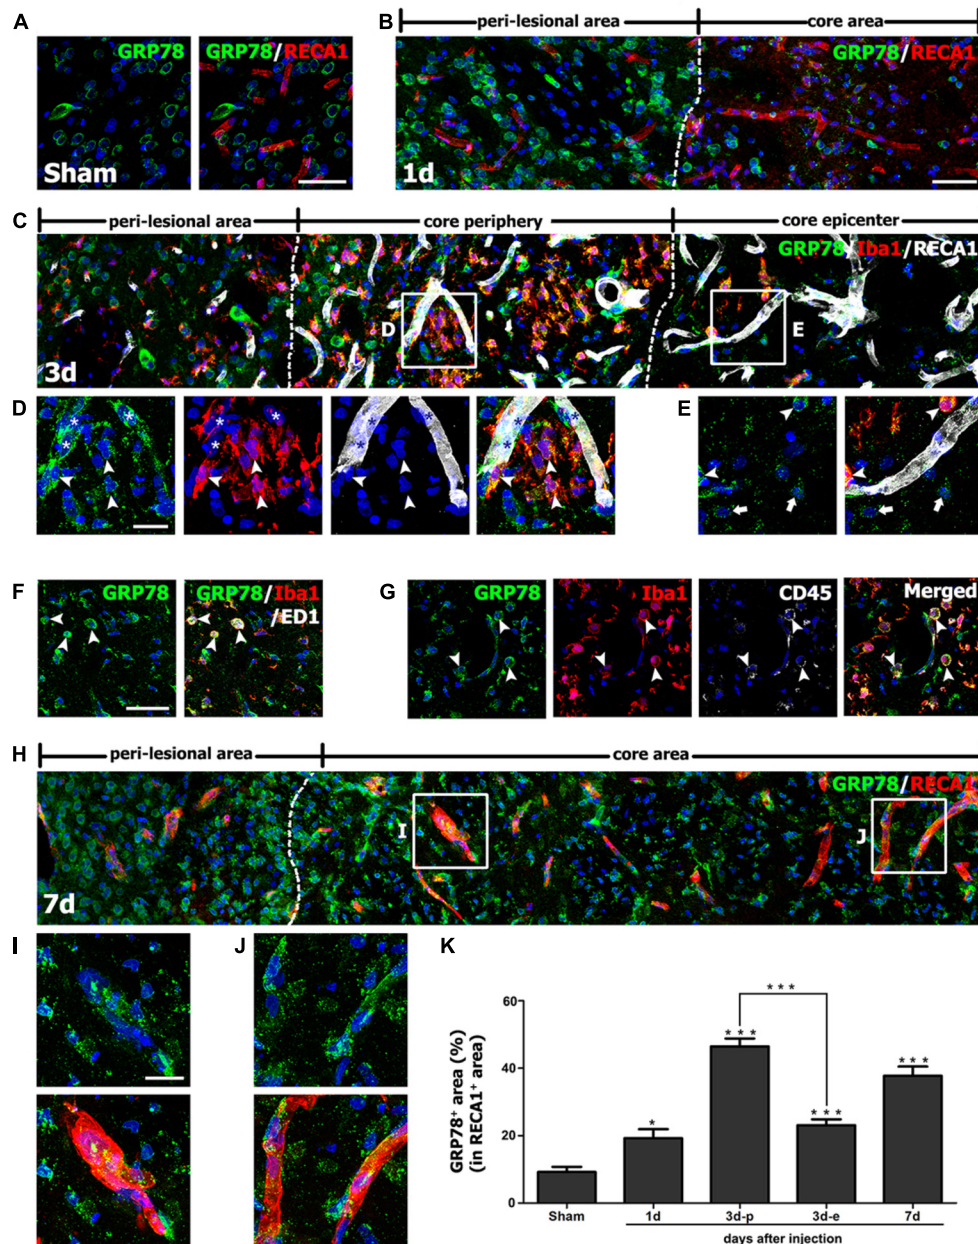 A
GRP78
GRP78/RECA1
Sham
B
peri-lesional area
core area
GRP78/RECA1
1d
C
peri-lesional area
core periphery
core epicenter
GRP78/Iba1/RECA1
D
E
3d
D
E
F
GRP78
GRP78/Iba1
/ED1
G
GRP78
Iba1
CD45
Merged
H
peri-lesional area
core area
GRP78/RECA1
I
J
7d
I
J
K
GRP78⁺ area (%)
(in RECA1⁺ area)
60
40
20
0
*
***
***
***
***
Sham
1d
3d-p
3d-e
7d
days after injection